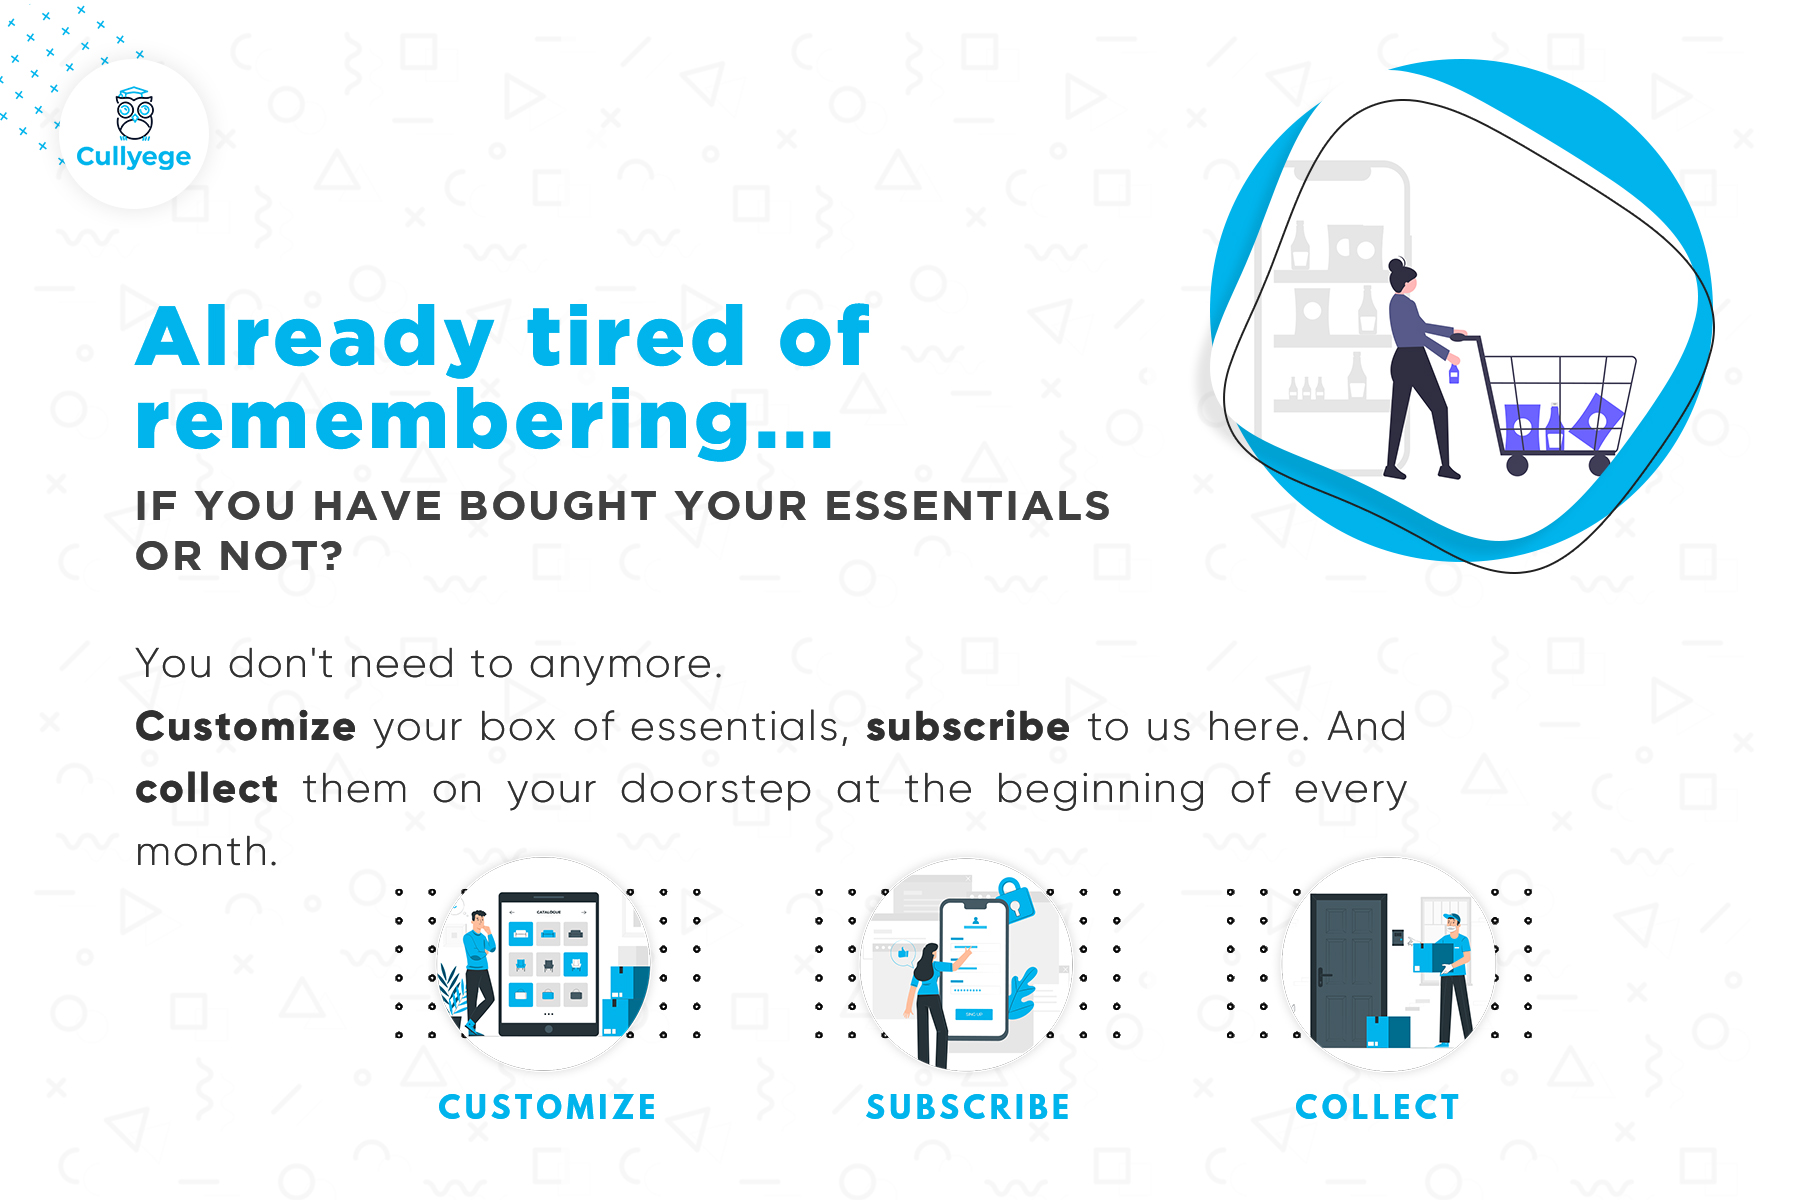 Cullyege
Already tired of
remembering...
IF YOU HAVE BOUGHT YOUR ESSENTIALS
OR NOT?
You don't need to anymore.
Customize your box of essentials, subscribe to us here. And
collect them on your doorstep at the beginning of every
month.
CATALOGUE
SING UP
CUSTOMIZE
SUBSCRIBE
COLLECT